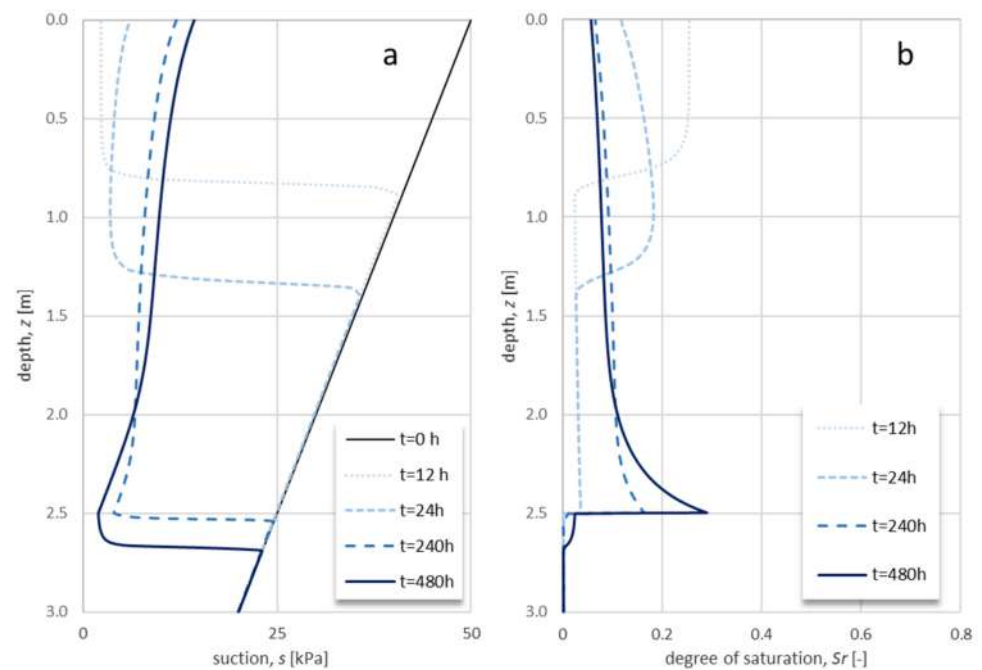 a
depth, z [m]
0.0
0.5
1.0
1.5
2.0
2.5
3.0
t=0 h
t=12 h
t=24h
t=240h
t=480h
0
25
50
suction, s [kPa]
b
depth, z [m]
0.0
0.5
1.0
1.5
2.0
2.5
3.0
t=12h
t=24h
t=240h
t=480h
0
0.2
0.4
0.6
0.8
degree of saturation, Sr [-]